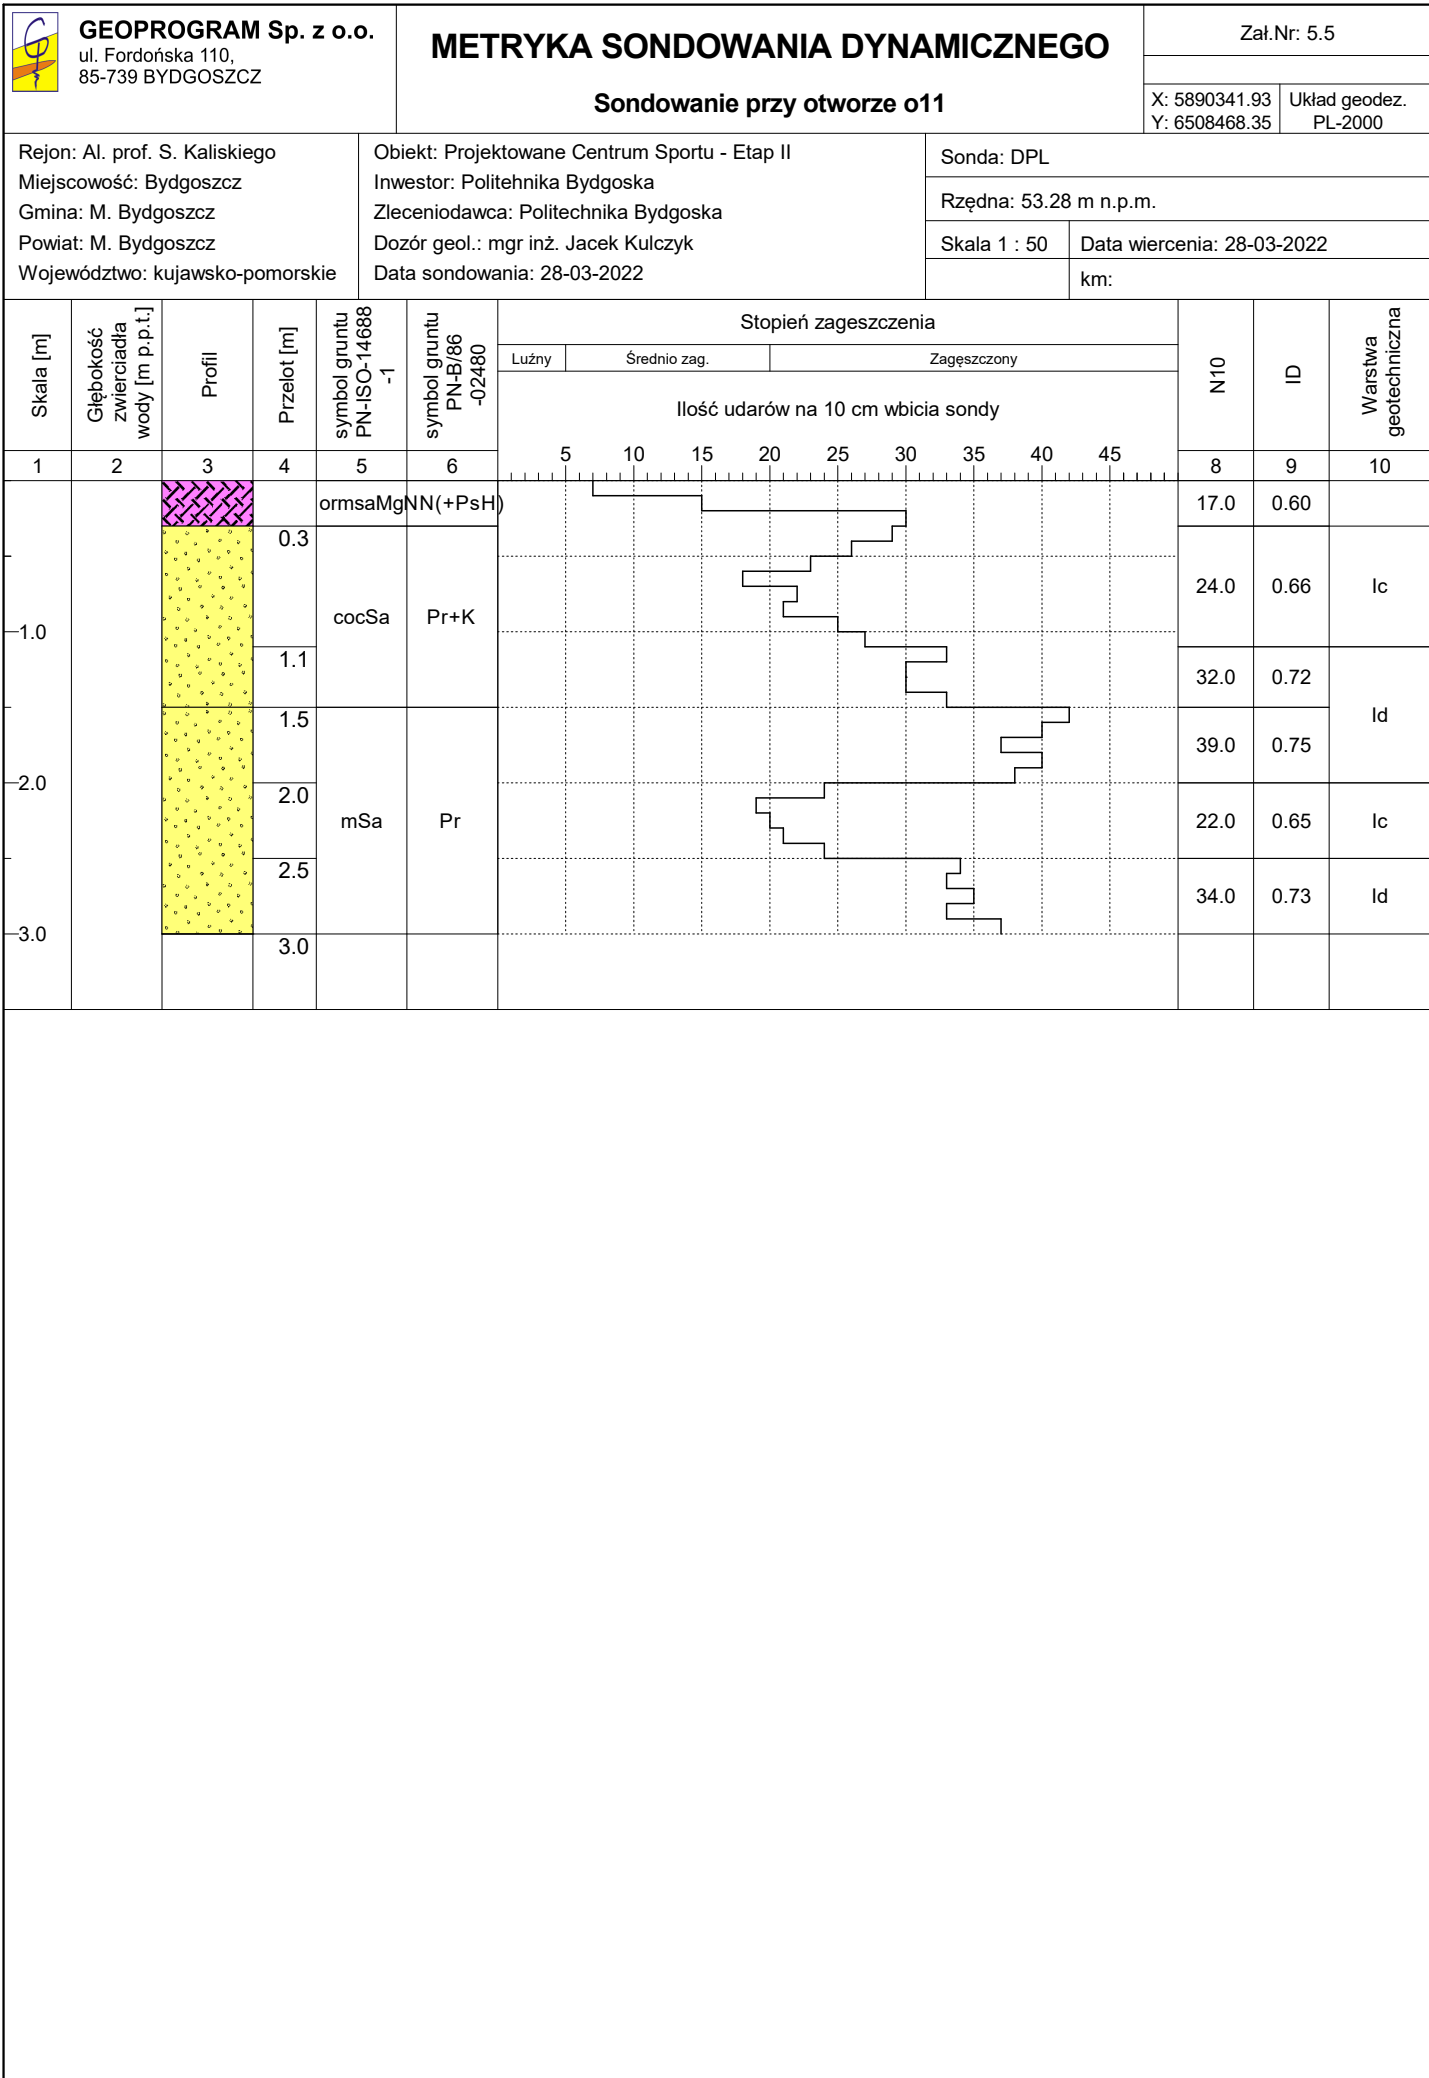 GEOPROGRAM Sp. z o.o.
ul. Fordońska 110,
85-739 BYDGOSZCZ
METRYKA SONDOWANIA DYNAMICZNEGO
Sondowanie przy otworze o11
Zał.Nr: 5.5
X: 5890341.93
Y: 6508468.35
Układ geodez.
PL-2000
Rejon: Al. prof. S. Kaliskiego
Miejscowość: Bydgoszcz
Gmina: M. Bydgoszcz
Powiat: M. Bydgoszcz
Województwo: kujawsko-pomorskie
Obiekt: Projektowane Centrum Sportu - Etap II
Inwestor: Politehnika Bydgoska
Zleceniodawca: Politechnika Bydgoska
Dozór geol.: mgr inż. Jacek Kulczyk
Data sondowania: 28-03-2022
Sonda: DPL
Rzędna: 53.28 m n.p.m.
Skala 1 : 50
Data wiercenia: 28-03-2022
km:
Skala [m]
Głębokość
zwierciadła
wody [m p.p.t.]
Profil
Przelot [m]
symbol gruntu
PN-ISO-14688
-1
symbol gruntu
PN-B/86
-02480
Stopień zageszczenia
Luźny
Średnio zag.
Zagęszczony
Ilość udarów na 10 cm wbicia sondy
5 10 15 20 25 30 35 40 45
N10
ID
Warstwa
geotechniczna
1 2 3 4 5 6 8 9 10
ormsaMg NN(+PsH) 17.0 0.60
0.3
cocSa Pr+K 24.0 0.66 Ic
1.0
1.1
32.0 0.72
1.5
Id
39.0 0.75
2.0
2.0
mSa Pr 22.0 0.65 Ic
2.5
34.0 0.73 Id
3.0
3.0